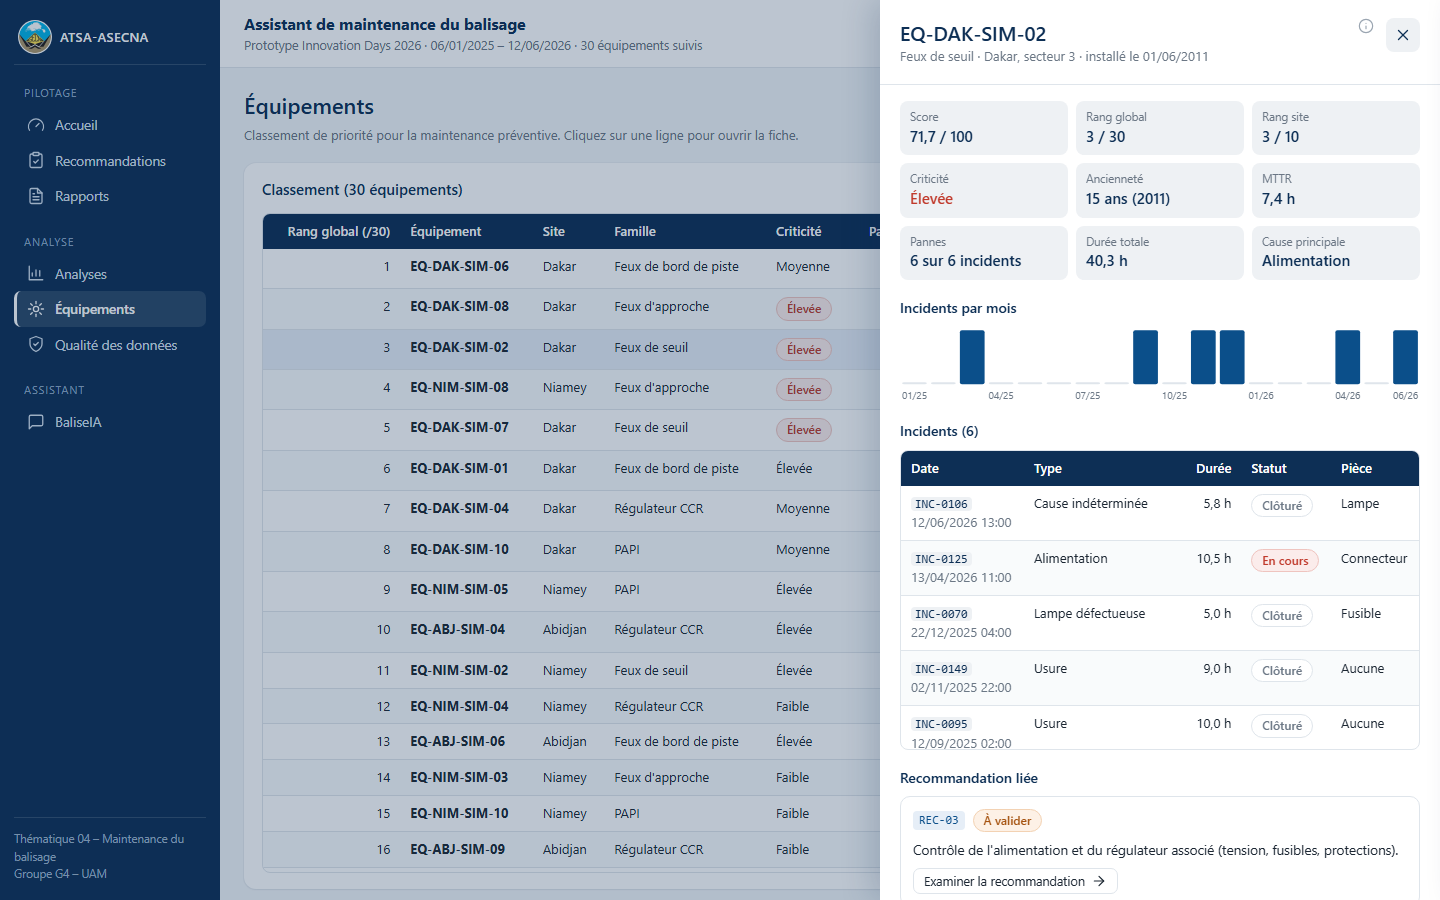 ATSA-ASECNA
PILOTAGE
Accueil
Recommandations
Rapports
ANALYSE
Analyses
Équipements
Qualité des données
ASSISTANT
BaliseIA
Thématique 04 – Maintenance du
balisage
Groupe G4 – UAM
Assistant de maintenance du balisage
Prototype Innovation Days 2026 · 06/01/2025 – 12/06/2026 · 30 équipements suivis
Équipements
Classement de priorité pour la maintenance préventive. Cliquez sur une ligne pour ouvrir la fiche.
Classement (30 équipements)
Rang global (/30) Équipement Site Famille Criticité Pa
1 EQ-DAK-SIM-06 Dakar Feux de bord de piste Moyenne
2 EQ-DAK-SIM-08 Dakar Feux d'approche Élevée
3 EQ-DAK-SIM-02 Dakar Feux de seuil Élevée
4 EQ-NIM-SIM-08 Niamey Feux d'approche Élevée
5 EQ-DAK-SIM-07 Dakar Feux de seuil Élevée
6 EQ-DAK-SIM-01 Dakar Feux de bord de piste Élevée
7 EQ-DAK-SIM-04 Dakar Régulateur CCR Moyenne
8 EQ-DAK-SIM-10 Dakar PAPI Moyenne
9 EQ-NIM-SIM-05 Niamey PAPI Élevée
10 EQ-ABJ-SIM-04 Abidjan Régulateur CCR Élevée
11 EQ-NIM-SIM-02 Niamey Feux de seuil Élevée
12 EQ-NIM-SIM-04 Niamey Régulateur CCR Faible
13 EQ-ABJ-SIM-06 Abidjan Feux de bord de piste Élevée
14 EQ-NIM-SIM-03 Niamey Feux d'approche Faible
15 EQ-NIM-SIM-10 Niamey PAPI Faible
16 EQ-ABJ-SIM-09 Abidjan Régulateur CCR Faible
EQ-DAK-SIM-02
Feux de seuil · Dakar, secteur 3 · installé le 01/06/2011
Score Rang global Rang site
71,7 / 100 3 / 30 3 / 10
Criticité Ancienneté MTTR
Élevée 15 ans (2011) 7,4 h
Pannes Durée totale Cause principale
6 sur 6 incidents 40,3 h Alimentation
Incidents par mois
01/25 04/25 07/25 10/25 01/26 04/26 06/26
Incidents (6)
Date Type Durée Statut Pièce
INC-0106 Cause indéterminée 5,8 h Clôturé Lampe
12/06/2026 13:00
INC-0125 Alimentation 10,5 h En cours Connecteur
13/04/2026 11:00
INC-0070 Lampe défectueuse 5,0 h Clôturé Fusible
22/12/2025 04:00
INC-0149 Usure 9,0 h Clôturé Aucune
02/11/2025 22:00
INC-0095 Usure 10,0 h Clôturé Aucune
12/09/2025 02:00
Recommandation liée
REC-03 À valider
Contrôle de l'alimentation et du régulateur associé (tension, fusibles, protections).
Examiner la recommandation →